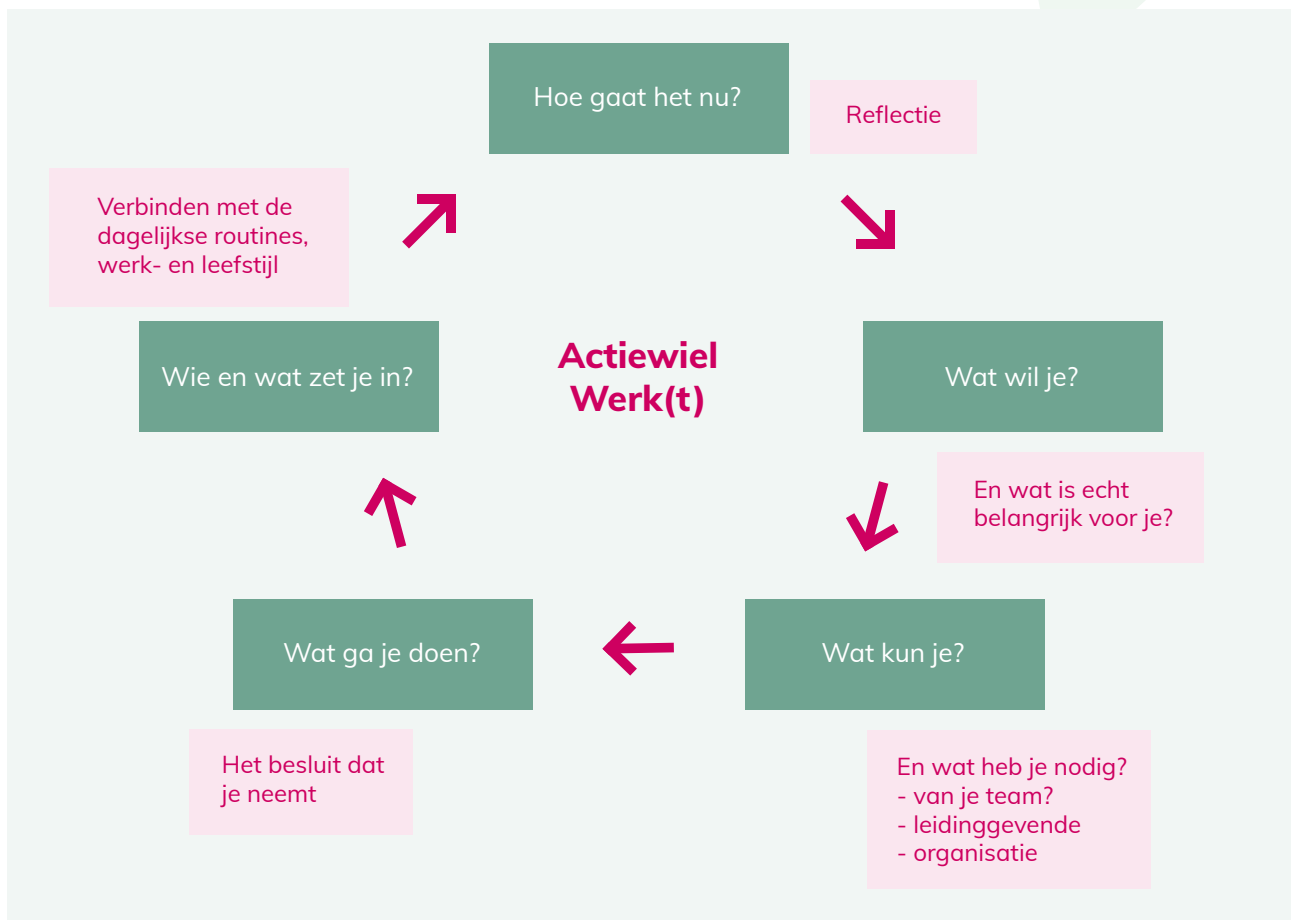 Hoe gaat het nu?
Reflectie
Verbinden met de
dagelijkse routines,
werk- en leefstijl
Actiewiel
Werk(t)
Wie en wat zet je in?
Wat wil je?
En wat is echt
belangrijk voor je?
Wat ga je doen?
Wat kun je?
Het besluit dat
je neemt
En wat heb je nodig?
- van je team?
- leidinggevende
- organisatie